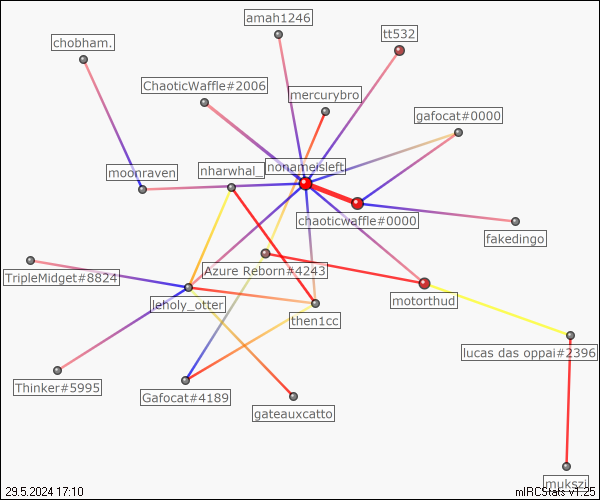 amah1246
chobham.
tt532
ChaoticWaffle#2006
mercurybro
gafocat#0000
nonameisleft
moonraven
nharwhal_
chaoticwaffle#0000
fakedingo
Azure Reborn#4243
TripleMidget#8824
motorthud
leholy_otter
then1cc
lucas das oppai#2396
Thinker#5995
Gafocat#4189
gateauxcatto
mukszi
29.5.2024 17:10
mIRCStats v1.25